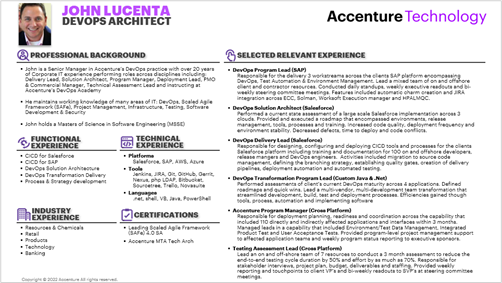 JOHN LUCENTA
DEVOPS ARCHITECT
Accenture Technology
PROFESSIONAL BACKGROUND
John is a Senior Manager in Accenture's DevOps practice with over 20 years
of Corporate IT experience performing roles across disciplines including:
Delivery Lead, Solution Architect, Program Manager, Deployment Lead, PMO
& Commercial Manager, Technical Assessment Lead and instructing at
Accenture's DevOps Academy
He maintains working knowledge of many areas of IT: DevOps, Scaled Agile
Framework (SAFe), Project Management, Infrastructure, Testing, Software
Development & Security
John holds a Masters of Science in Software Engineering (MSSE)
FUNCTIONAL
EXPERIENCE
CICD for Salesforce
CICD for SAP
DevOps Solution Architecture
DevOps Transformation Delivery
Process & Strategy development
TECHNICAL
EXPERIENCE
Platforms
Salesforce, SAP, AWS, Azure
Tools
Jenkins, JIRA, Git, GitHub, Gerrit,
Nexus, php LDAP, Bitbucket,
Sourcetree, Trello, Novasuite
Languages
.net, shell, VB, Java, PowerShell
INDUSTRY
EXPERIENCE
Resources & Chemicals
Retail
Products
Technology
Banking
CERTIFICATIONS
Leading Scaled Agile Framework
(SAFe) 4.0 SA
Accenture MTA Tech Arch
SELECTED RELEVANT EXPERIENCE
DevOps Program Lead (SAP)
Responsible for the delivery 3 workstreams across the clients SAP platform encompassing
DevOps, Test Automation & Environment Management. Lead a mixed team of on and offshore
client and contractor resources. Conducted daily standups, weekly executive readouts and bi-
weekly steering committee meetings. Features included automatic charm creation and JIRA
integration across ECC, Solman, Worksoft Execution manager and HPALMQC.
DevOps Solution Architect (Salesforce)
Performed a current state assessment of a large scale Salesforce implementation across 3
clouds. Provided and executed a roadmap that encompassed environments, release
management, tools, processes and testing. Increased code quality, deployment frequency and
environment stability. Decreased defects, time to deploy and code conflicts.
DevOps Delivery Lead (Salesforce)
Responsible for designing, configuring and deploying CICD tools and processes for the clients
Salesforce platform including training and documentation for 100 on and offshore developers,
release mangers and DevOps engineers. Activities included migration to source code
management, defining the branching strategy, establishing quality gates, creation of delivery
pipelines, deployment automation and automated testing.
DevOps Transformation Program Lead (Custom Java & .Net)
Performed assessments of client's current DevOps maturity across 4 applications. Defined
roadmap and quick wins. Lead a multi-vendor, multi-development team transformation that
streamlined development, build, test and deployment processes. Efficiencies gained though
tools, process, automation and implementing software
Accenture Program Manager (Cross Platform)
Responsible for deployment planning, readiness and coordination across the capability that
included 110 directly and indirectly affected applications and interfaces within 3 months.
Managed leads in a capability that included Environment/Test Data Management, Integrated
Product Test and User Acceptance Tests. Provided program-level project management support
to affected application teams and weekly program status reporting to executive sponsors.
Testing Assessment Lead (Cross Platform)
Lead an on and off-shore team of 7 resources to conduct a 3 month assessment to reduce the
end-to-end testing cycle duration by 50% and effort by as much as 70%. Responsible for
stakeholder interviews, project plan, budget, deliverables and staffing. Provided weekly
reporting and touchpoints to client VP's and bi-weekly readouts to SVP's at steering committee
meetings.
Copyright © 2022 Accenture All rights reserved.